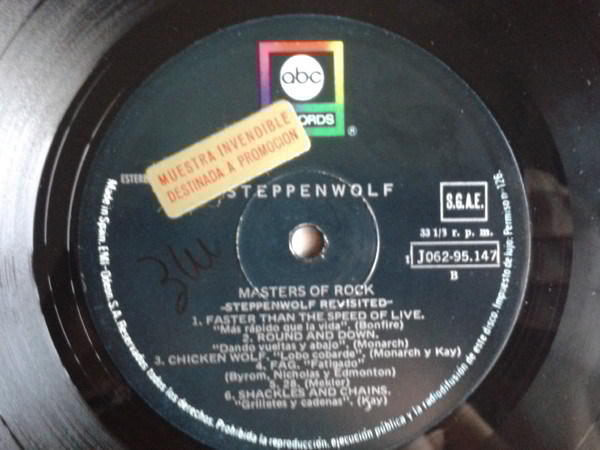 abc
RECORDS
®
MUESTRA INVENDIBLE
DESTINADA A PROMOCION
STEPPENWOLF
S.G.A.E.
33 1/3 r. p. m.
1 J062-95.147
B
MASTERS OF ROCK
-STEPPENWOLF REVISITED-
1. FASTER THAN THE SPEED OF LIVE.
"Más rápido que la vida". (Bonfire)
2. ROUND AND DOWN.
"Dando vueltas y abajo". (Monarch)
3. CHICKEN WOLF. "Lobo cobarde". (Monarch y Kay)
4. FAG. "Fatigado"
(Byrom, Nicholas y Edmonton)
5. 28. (Mekler)
6. SHACKLES AND CHAINS.
"Grilletes y cadenas". (Kay)
Made in Spain, EMI-Odeon, S.A. Reservados todos los derechos. Prohibida la reproducción, ejecución pública y la radiodifusión de este disco. Impuesto de lujo: Permiso nº 126.